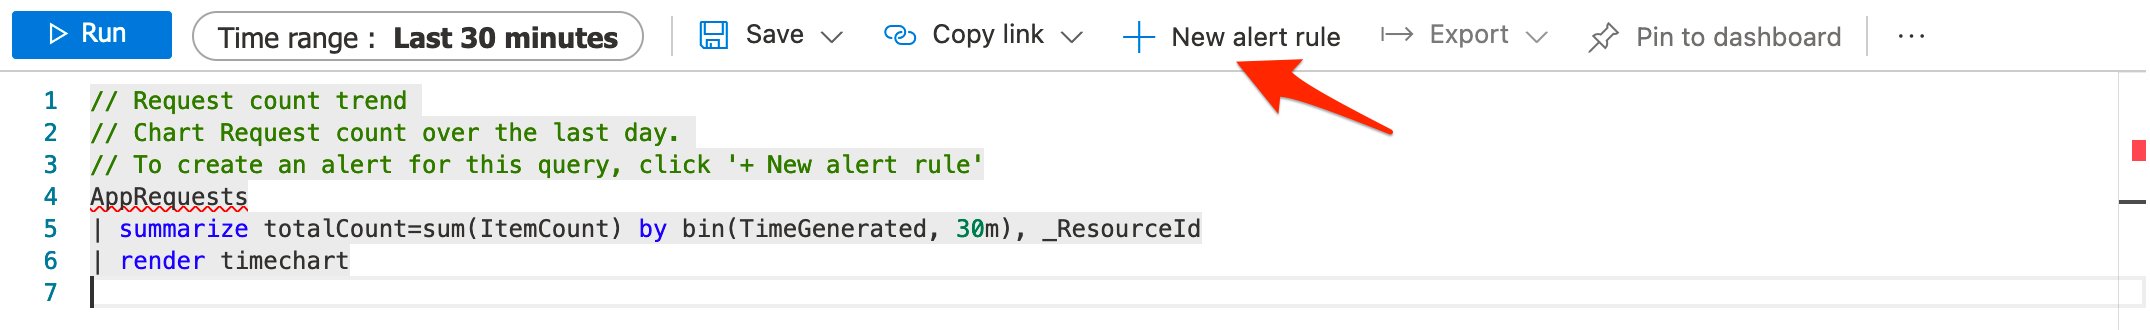 Run Time range : Last 30 minutes Save Copy link New alert rule Export Pin to dashboard ...
1 // Request count trend
2 // Chart Request count over the last day.
3 // To create an alert for this query, click '+ New alert rule'
4 AppRequests
5 | summarize totalCount=sum(ItemCount) by bin(TimeGenerated, 30m), _ResourceId
6 | render timechart
7